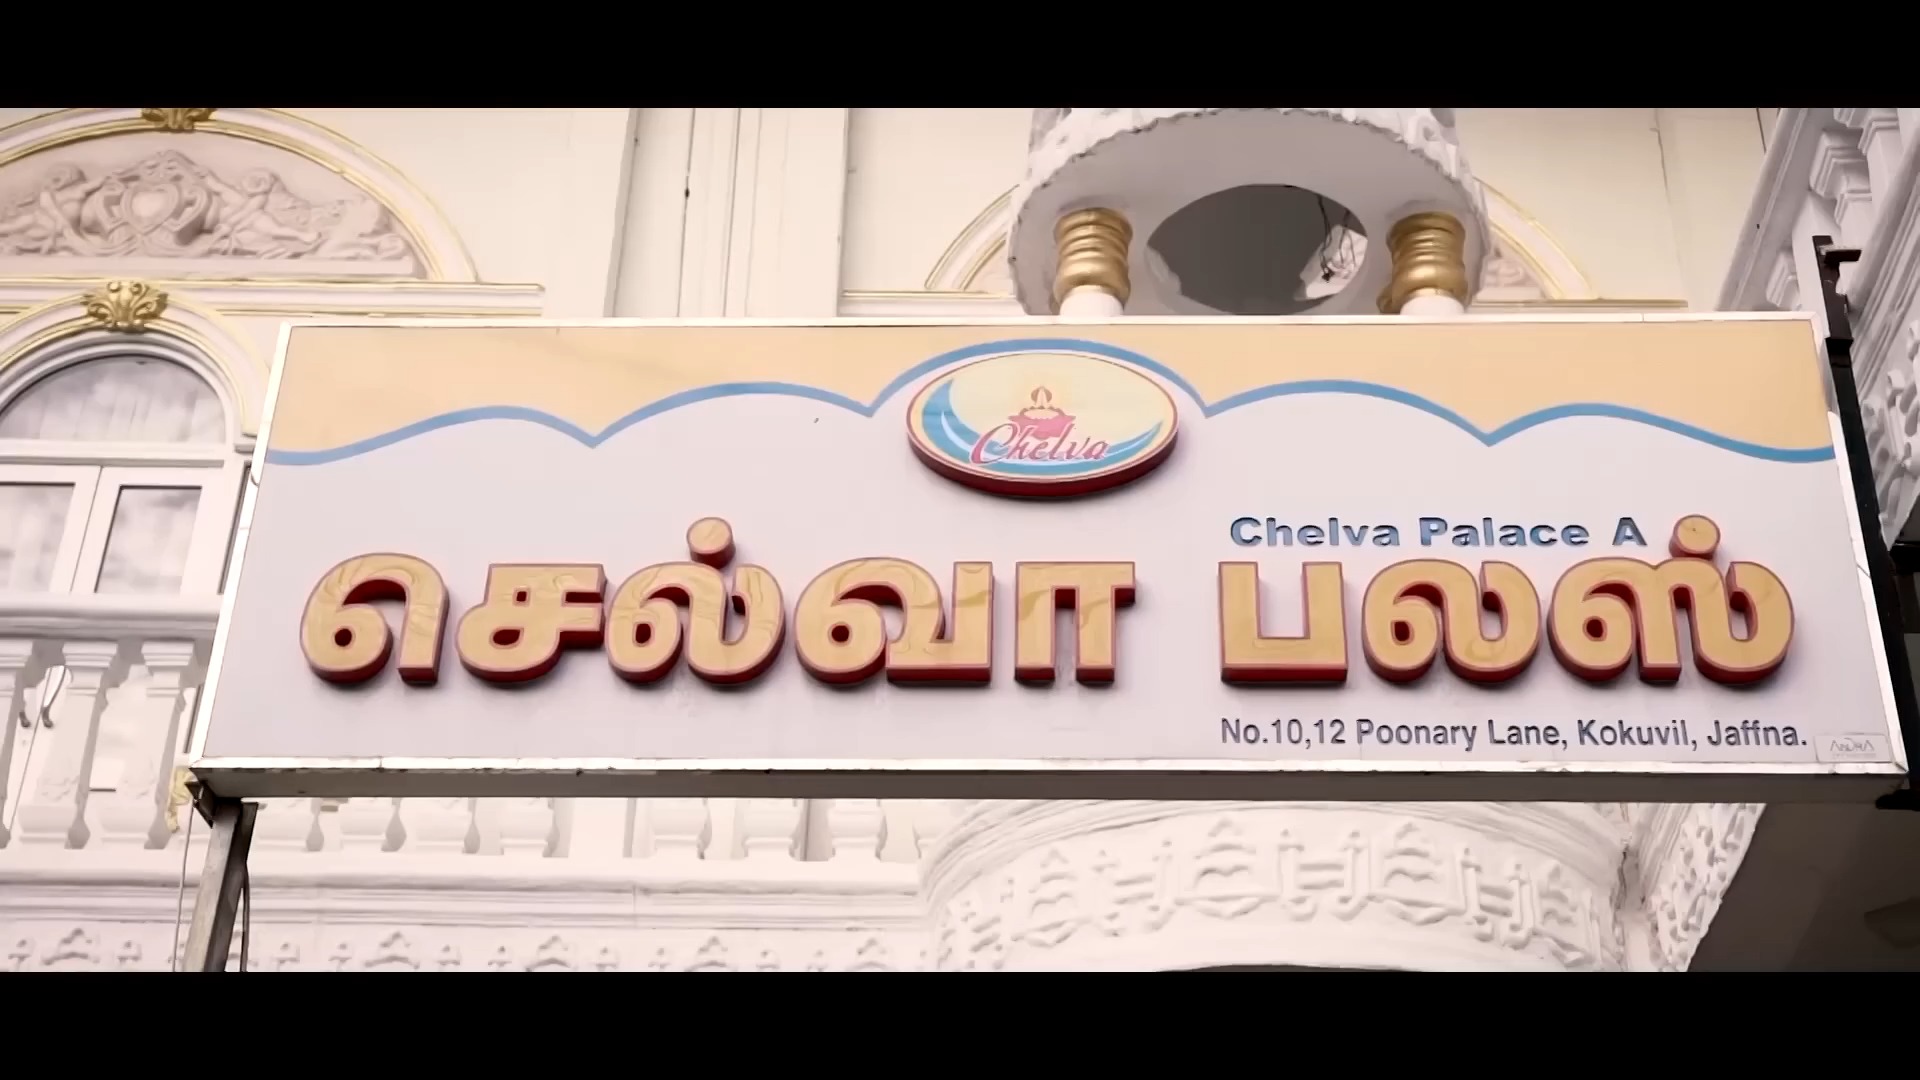 Chelva
Chelva Palace A
செல்வா பலஸ்
No.10,12 Poonary Lane, Kokuvil, Jaffna.